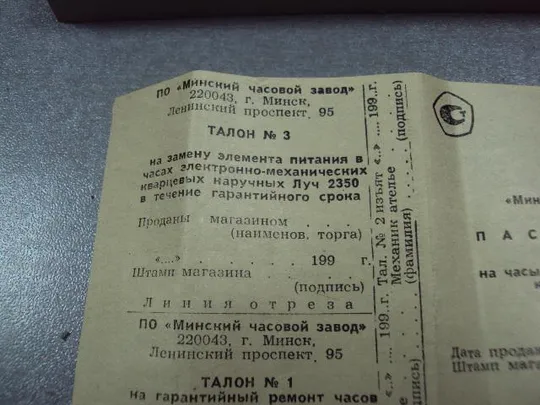 ПО «Минский часовой завод»
220043, г. Минск,
Ленинский проспект, 95
ТАЛОН № 3
на замену элемента питания в
часах электронно-механических
кварцевых наручных Луч 2350
в течение гарантийного срока
Проданы магазином . . .
(наименов. торга)
«....» . . . . . . 199 г.
Штамп магазина . . . .
(подпись)
Линия отреза
ПО «Минский часовой завод»
220043, г. Минск,
Ленинский проспект, 95
ТАЛОН № 1
на гарантийный ремонт часов
Тал. № 2 изъят «..» .... 199..г.
Механик ателье
(фамилия) (подпись)
«..» .... 199..г.
«Мин
ПАС
на часы
к
Дата прода
Штамп мага